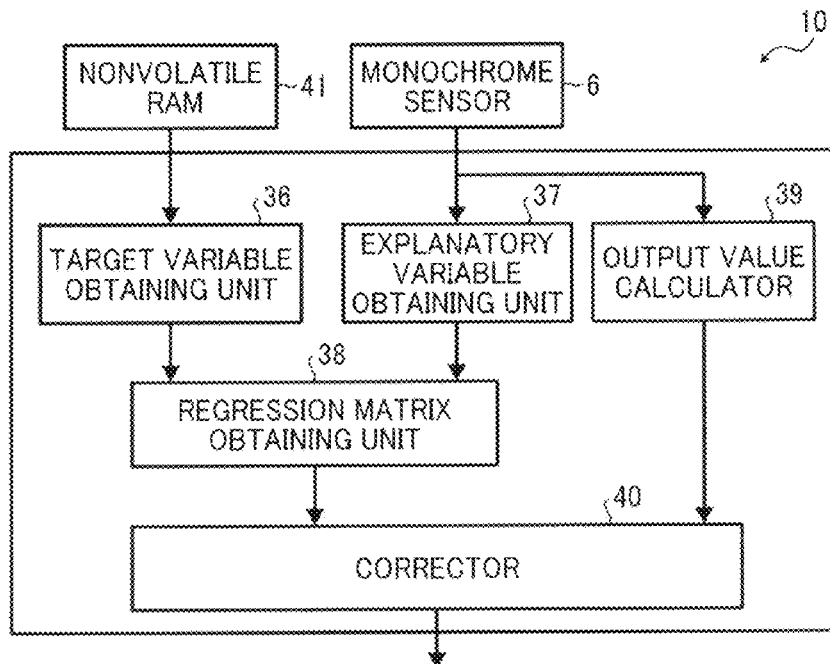 10
NONVOLATILE
RAM
41
MONOCHROME
SENSOR
6
36
37
39
TARGET VARIABLE
OBTAINING UNIT
EXPLANATORY
VARIABLE
OBTAINING UNIT
OUTPUT VALUE
CALCULATOR
38
REGRESSION MATRIX
OBTAINING UNIT
40
CORRECTOR